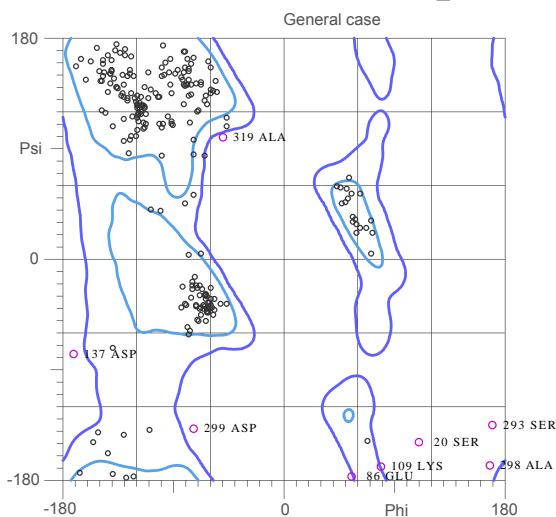 General case
180
Psi
319 ALA
0
137 ASP
299 ASP
293 SER
20 SER
109 LYS
298 ALA
86 GLU
-180
-180
0
Phi
180